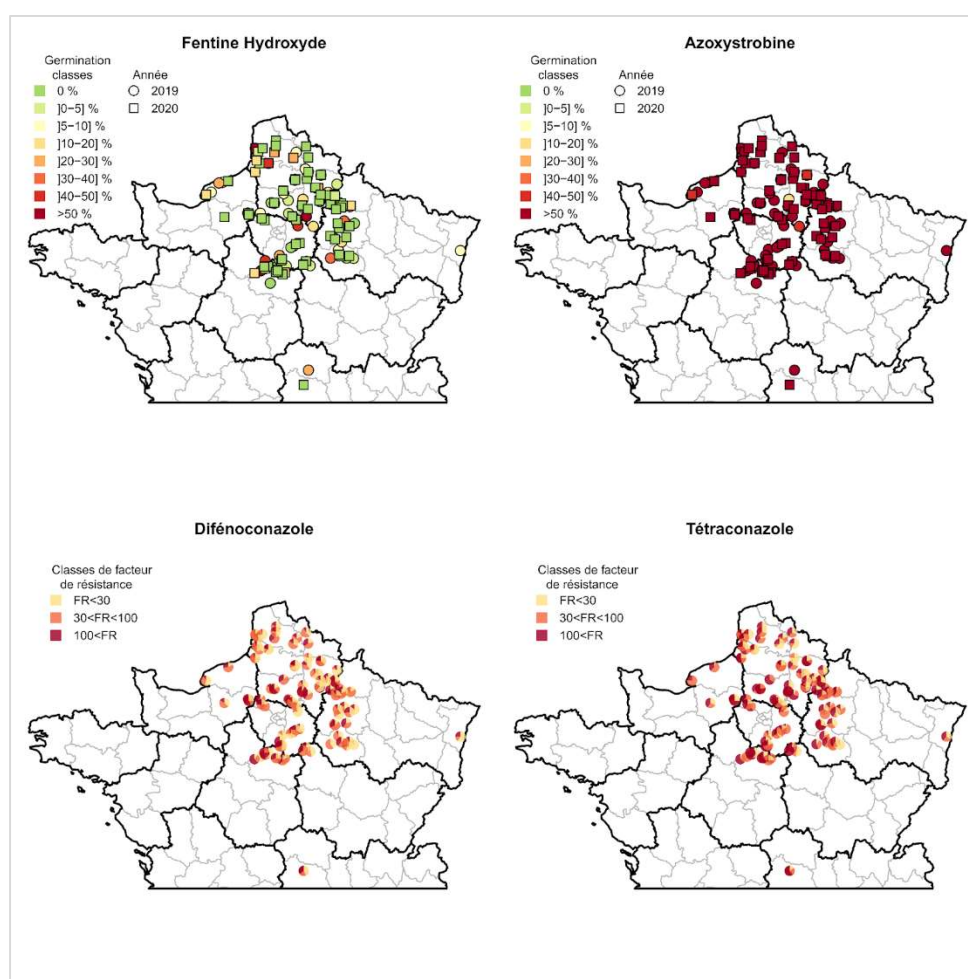 Fentine Hydroxyde
Germination
classes
0 %
]0−5] %
]5−10] %
]10−20] %
]20−30] %
]30−40] %
]40−50] %
>50 %
Année
2019
2020
Azoxystrobine
Germination
classes
0 %
]0−5] %
]5−10] %
]10−20] %
]20−30] %
]30−40] %
]40−50] %
>50 %
Année
2019
2020
Difénoconazole
Classes de facteur
de résistance
FR<30
30<FR<100
100<FR
Tétraconazole
Classes de facteur
de résistance
FR<30
30<FR<100
100<FR